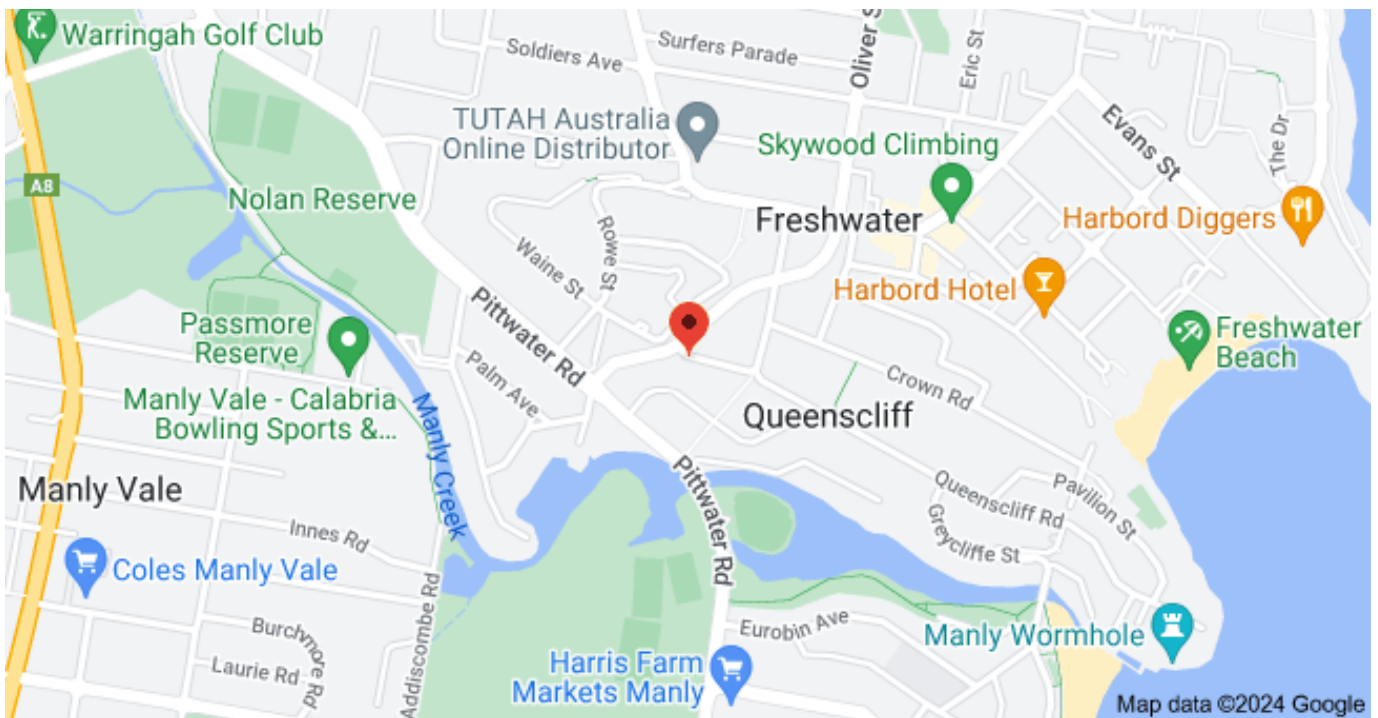 Warringah Golf Club
Soldiers Ave
Surfers Parade
Oliver S
Eric St
TUTAH Australia
Online Distributor
Skywood Climbing
Evans St
The Dr
A8
Nolan Reserve
Rowe St
Freshwater
Harbord Diggers
Waine St
Harbord Hotel
Pittwater Rd
Passmore
Reserve
Freshwater
Beach
Palm Ave
Crown Rd
Manly Vale - Calabria
Bowling Sports &...
Manly Creek
Queenscliff
Manly Vale
Pittwater Rd
Queenscliff Rd
Pavilion St
Greycliffe St
Innes Rd
Coles Manly Vale
Addiscombe Rd
Burchmore Rd
Eurobin Ave
Manly Wormhole
Laurie Rd
Harris Farm
Markets Manly
Map data ©2024 Google